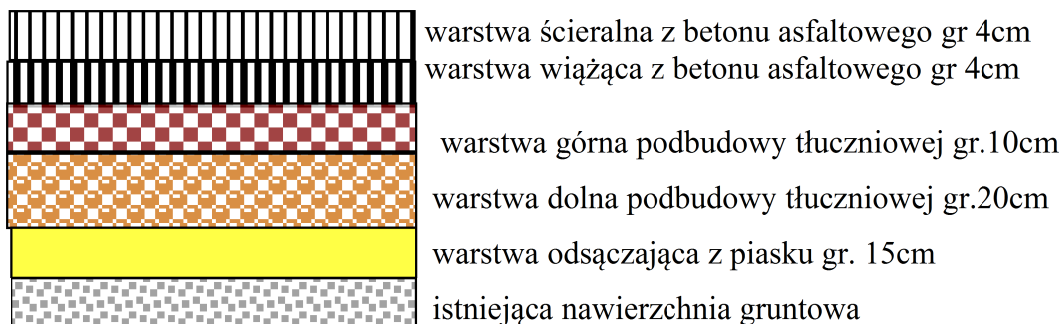 warstwa ścieralna z betonu asfaltowego gr 4cm
warstwa wiążąca z betonu asfaltowego gr 4cm
warstwa górna podbudowy tłuczniowej gr.10cm
warstwa dolna podbudowy tłuczniowej gr.20cm
warstwa odsączająca z piasku gr. 15cm
istniejąca nawierzchnia gruntowa